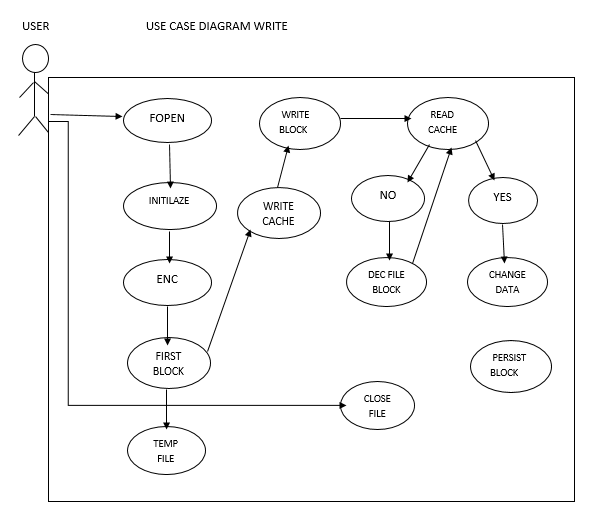 USER
USE CASE DIAGRAM WRITE
FOPEN
INITILAZE
ENC
FIRST
BLOCK
TEMP
FILE
WRITE
BLOCK
WRITE
CACHE
READ
CACHE
NO
YES
DEC FILE
BLOCK
CHANGE
DATA
PERSIST
BLOCK
CLOSE
FILE